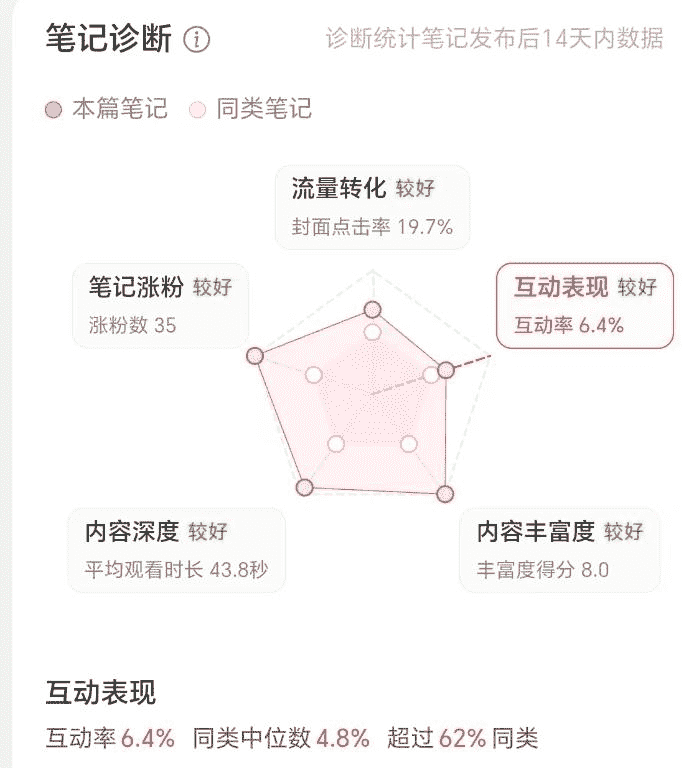 笔记诊断
诊断统计笔记发布后14天内数据
本篇笔记 同类笔记
流量转化 较好
封面点击率 19.7%
笔记涨粉 较好
涨粉数 35
互动表现 较好
互动率 6.4%
内容深度 较好
平均观看时长 43.8秒
内容丰富度 较好
丰富度得分 8.0
互动表现
互动率 6.4% 同类中位数 4.8% 超过 62% 同类